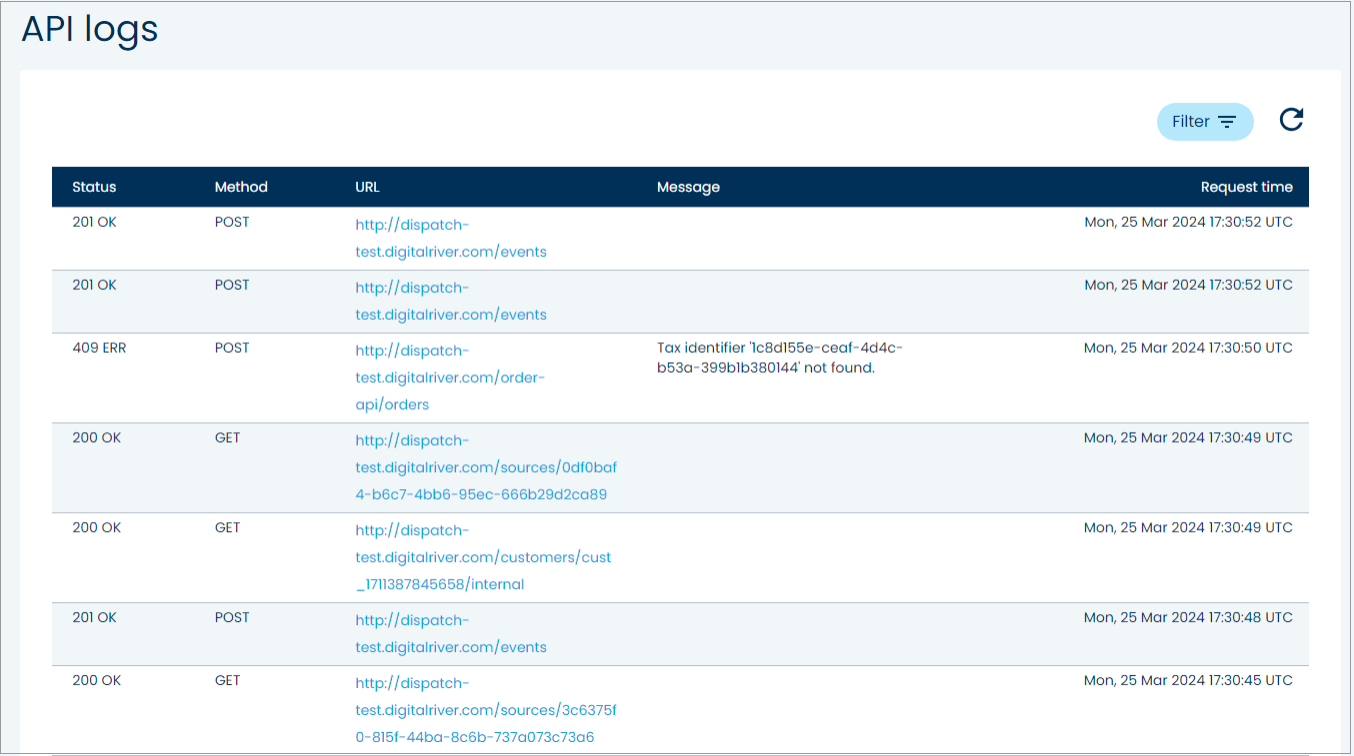 API logs
Filter
Status Method URL Message Request time
201 OK POST http://dispatch- Mon, 25 Mar 2024 17:30:52 UTC
test.digitalriver.com/events
201 OK POST http://dispatch- Mon, 25 Mar 2024 17:30:52 UTC
test.digitalriver.com/events
409 ERR POST http://dispatch- Tax identifier '1c8d155e-ceaf-4d4c- Mon, 25 Mar 2024 17:30:50 UTC
test.digitalriver.com/order- b53a-399b1b380144' not found.
api/orders
200 OK GET http://dispatch- Mon, 25 Mar 2024 17:30:49 UTC
test.digitalriver.com/sources/0df0baf
4-b6c7-4bb6-95ec-666b29d2ca89
200 OK GET http://dispatch- Mon, 25 Mar 2024 17:30:49 UTC
test.digitalriver.com/customers/cust
_1711387845658/internal
201 OK POST http://dispatch- Mon, 25 Mar 2024 17:30:48 UTC
test.digitalriver.com/events
200 OK GET http://dispatch- Mon, 25 Mar 2024 17:30:45 UTC
test.digitalriver.com/sources/3c6375f
0-815f-44ba-8c6b-737a073c73a6